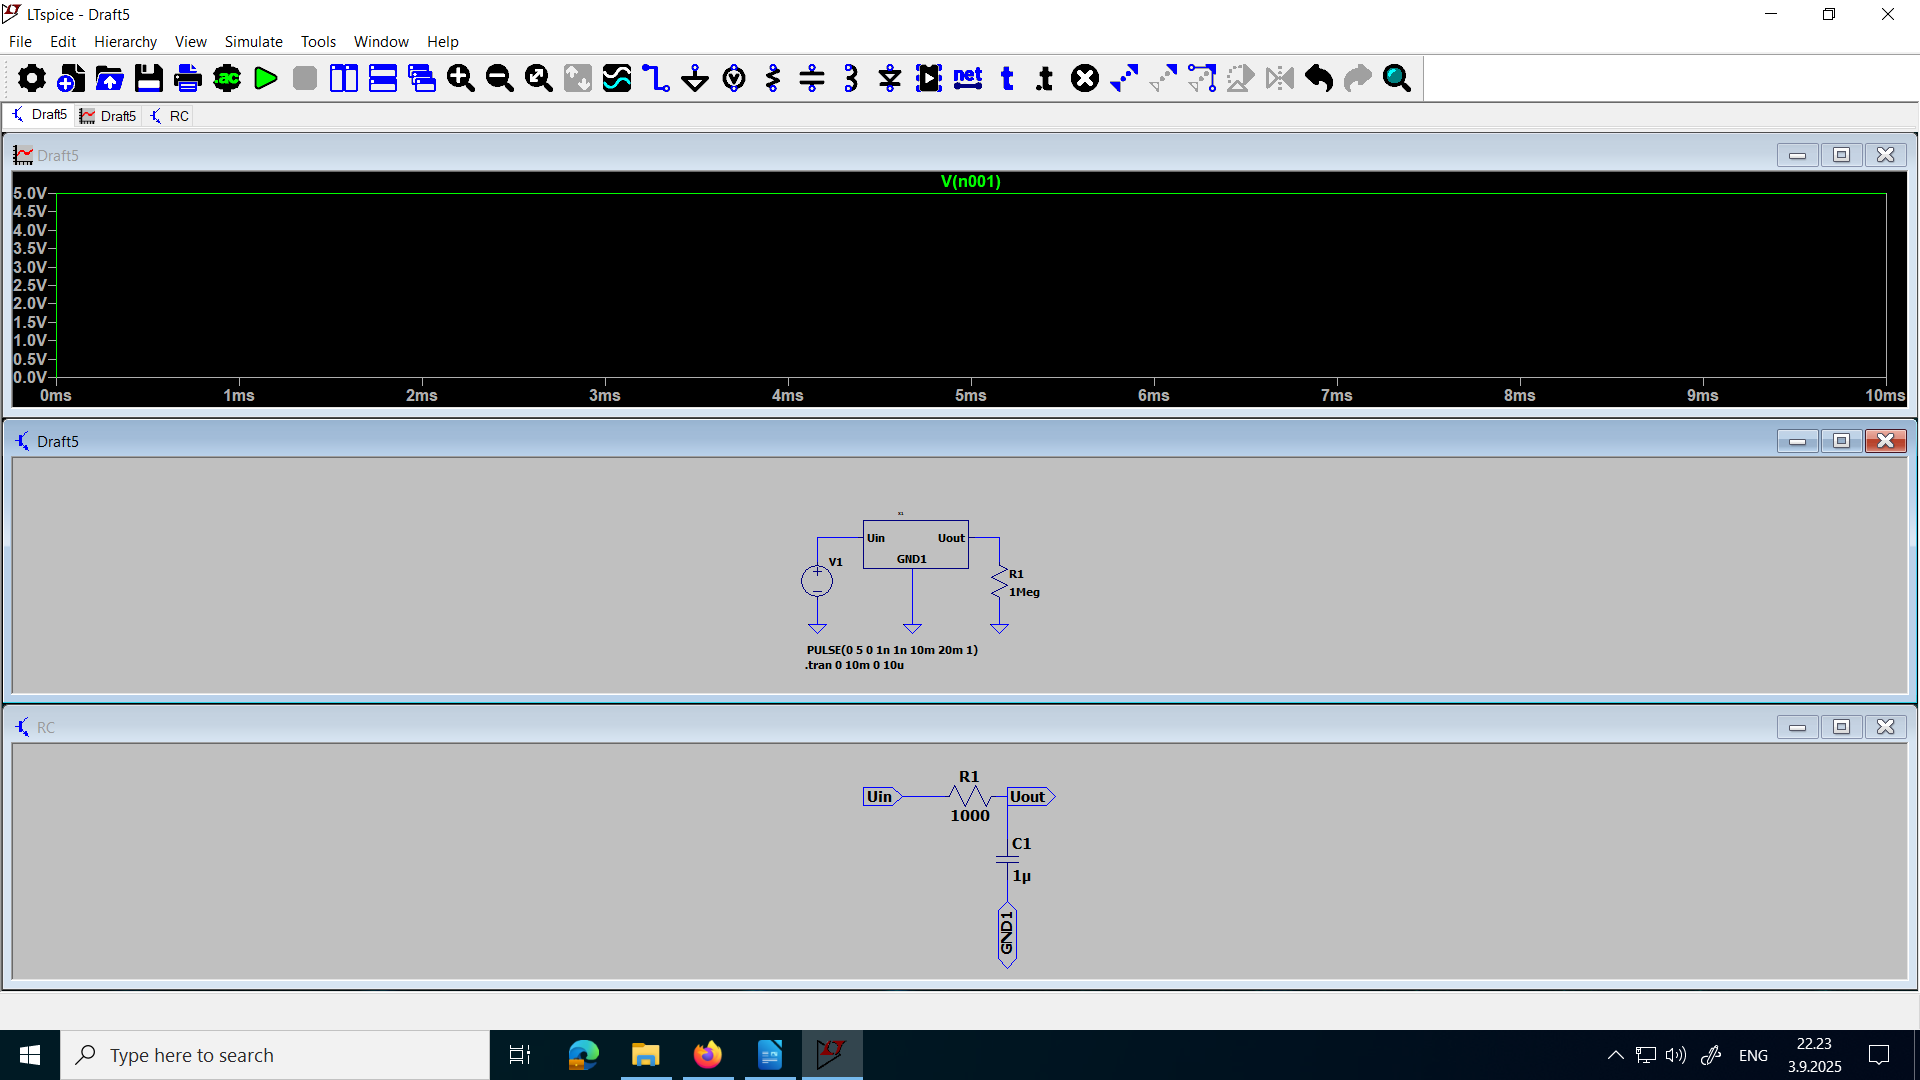 LTspice - Draft5
File Edit Hierarchy View Simulate Tools Window Help
.ac net t .t
Draft5 Draft5 RC
Draft5
V(n001)
5.0V
4.5V
4.0V
3.5V
3.0V
2.5V
2.0V
1.5V
1.0V
0.5V
0.0V
0ms 1ms 2ms 3ms 4ms 5ms 6ms 7ms 8ms 9ms 10ms
Draft5
X1
Uin Uout
GND1
V1
R1
1Meg
PULSE(0 5 0 1n 1n 10m 20m 1)
.tran 0 10m 0 10u
RC
R1
Uin Uout
1000
C1
1µ
GND1
Type here to search
ENG
22.23
3.9.2025